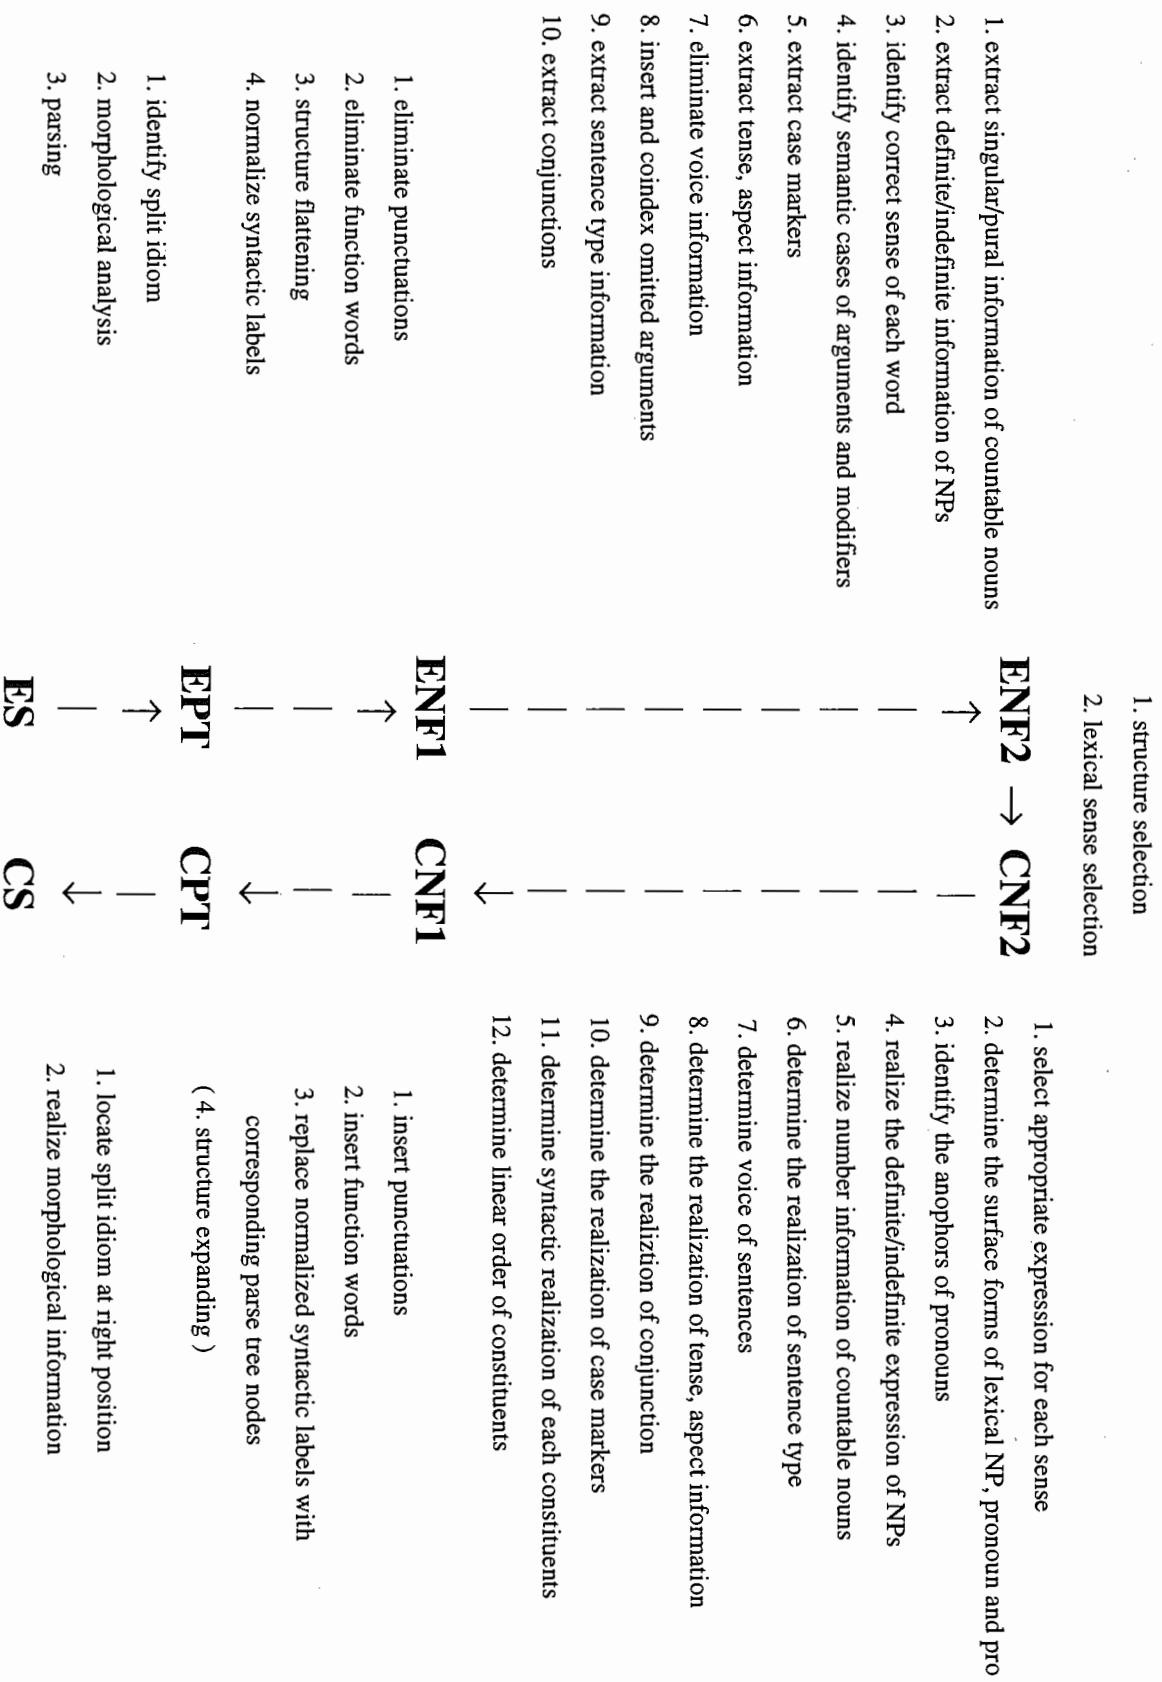 1. structure selection
2. lexical sense selection
ENF2 → CNF2
1. extract singular/pural information of countable nouns
2. extract definite/indefinite information of NPs
3. identify correct sense of each word
4. identify semantic cases of arguments and modifiers
5. extract case markers
6. extract tense, aspect information
7. eliminate voice information
8. insert and coindex omitted arguments
9. extract sentence type information
10. extract conjunctions
1. select appropriate expression for each sense
2. determine the surface forms of lexical NP, pronoun and pro
3. identify the anophors of pronouns
4. realize the definite/indefinite expression of NPs
5. realize number information of countable nouns
6. determine the realization of sentence type
7. determine voice of sentences
8. determine the realization of tense, aspect information
9. determine the realiztion of conjunction
10. determine the realization of case markers
11. determine syntactic realization of each constituents
12. determine linear order of constituents
ENF1 CNF1
1. eliminate punctuations
2. eliminate function words
3. structure flattening
4. normalize syntactic labels
1. insert punctuations
2. insert function words
3. replace normalized syntactic labels with
corresponding parse tree nodes
( 4. structure expanding )
EPT CPT
1. identify split idiom
2. morphological analysis
3. parsing
1. locate split idiom at right position
2. realize morphological information
ES CS